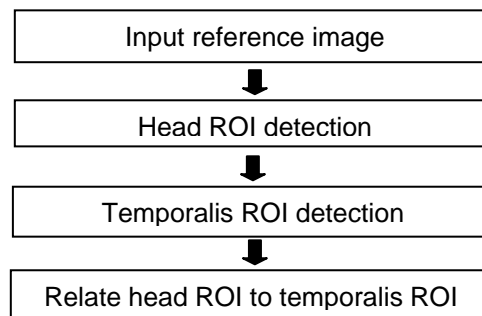 Input reference image
Head ROI detection
Temporalis ROI detection
Relate head ROI to temporalis ROI